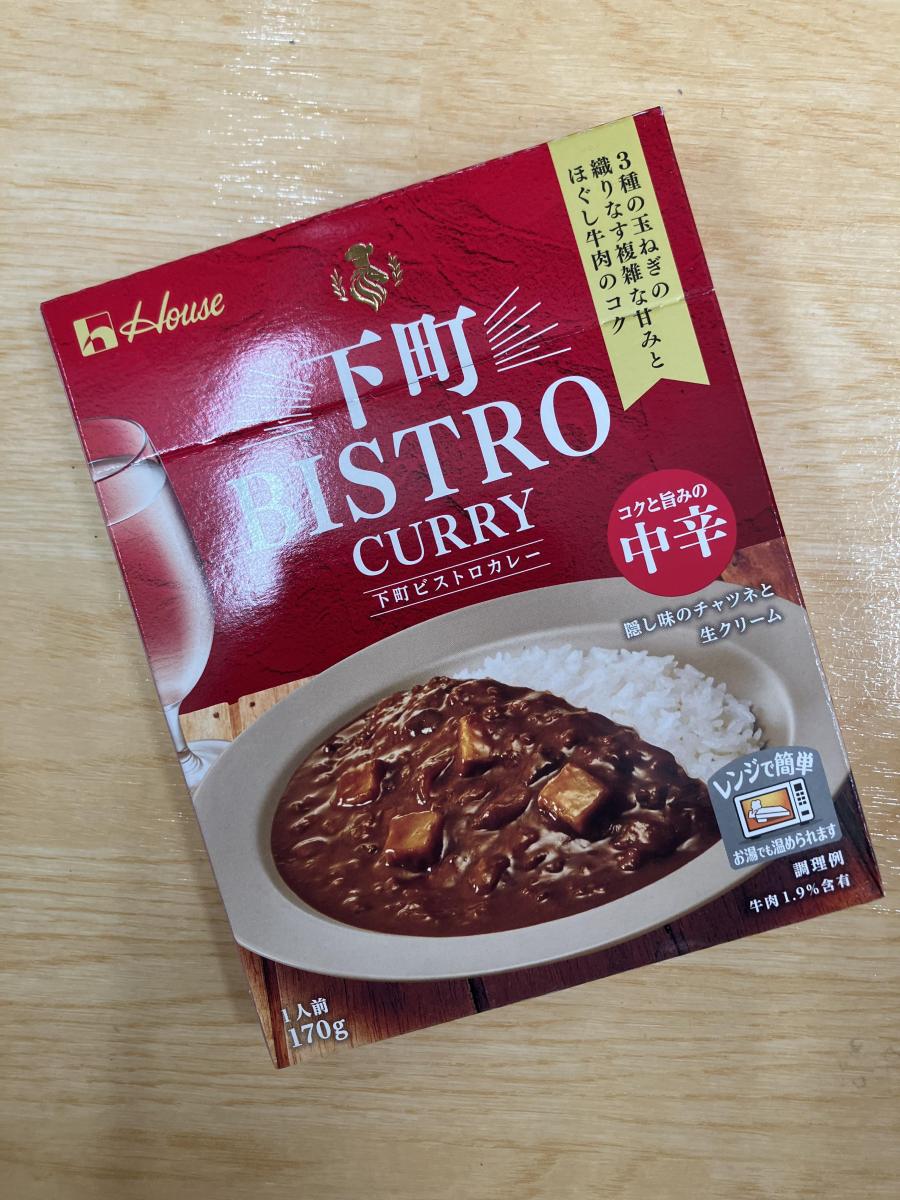 House
下町
BISTRO
CURRY
下町ビストロカレー
3種の玉ねぎの
織りなす複雑な甘みと
ほぐし牛肉のコク
コクと旨みの
中辛
隠し味のチャツネと
生クリーム
レンジで簡単
お湯でも温められます
調理例
牛肉1.9%含有
1人前
170g